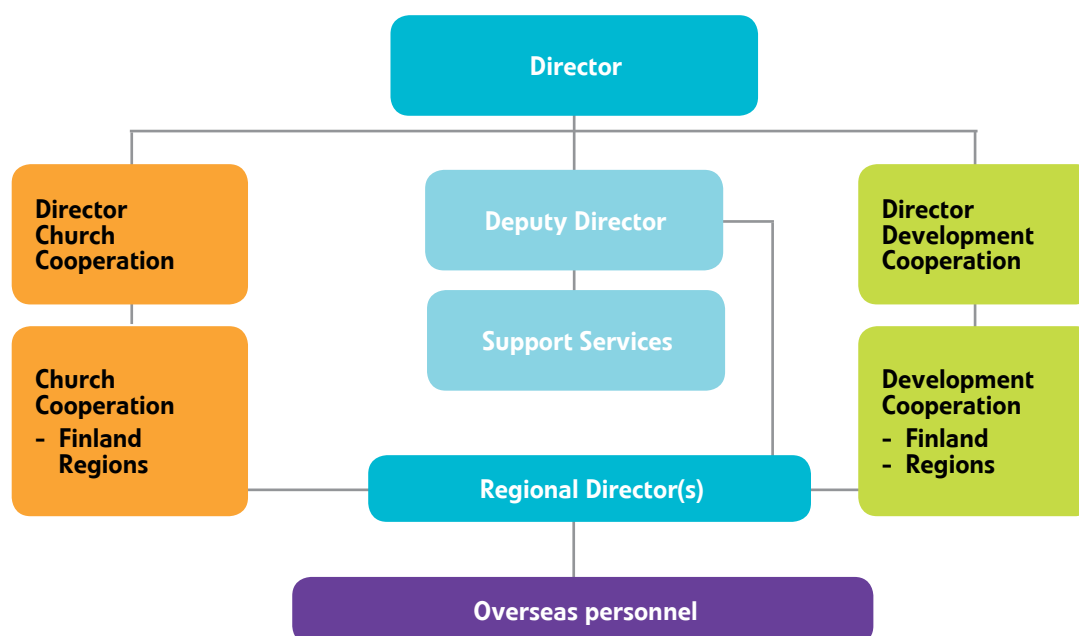 Director
Director
Church
Cooperation
Deputy Director
Director
Development
Cooperation
Support Services
Church
Cooperation
- Finland
Regions
Development
Cooperation
- Finland
- Regions
Regional Director(s)
Overseas personnel